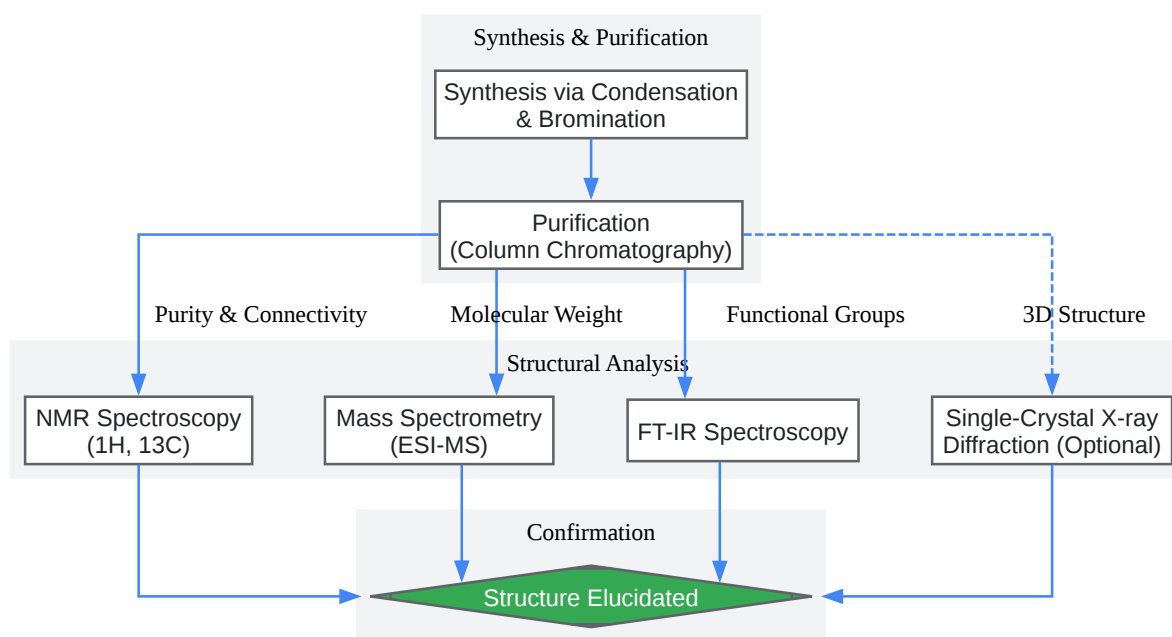 Synthesis & Purification
Synthesis via Condensation
& Bromination
Purification
(Column Chromatography)
Purity & Connectivity
Molecular Weight
Functional Groups
3D Structure
Structural Analysis
NMR Spectroscopy
(1H, 13C)
Mass Spectrometry
(ESI-MS)
FT-IR Spectroscopy
Single-Crystal X-ray
Diffraction (Optional)
Confirmation
Structure Elucidated